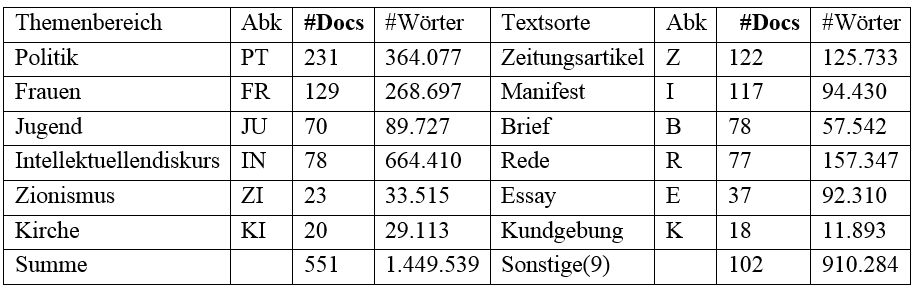 Themenbereich Abk #Docs #Wörter Textsorte Abk #Docs #Wörter
Politik PT 231 364.077 Zeitungsartikel Z 122 125.733
Frauen FR 129 268.697 Manifest I 117 94.430
Jugend JU 70 89.727 Brief B 78 57.542
Intellektuellendiskurs IN 78 664.410 Rede R 77 157.347
Zionismus ZI 23 33.515 Essay E 37 92.310
Kirche KI 20 29.113 Kundgebung K 18 11.893
Summe 551 1.449.539 Sonstige(9) 102 910.284